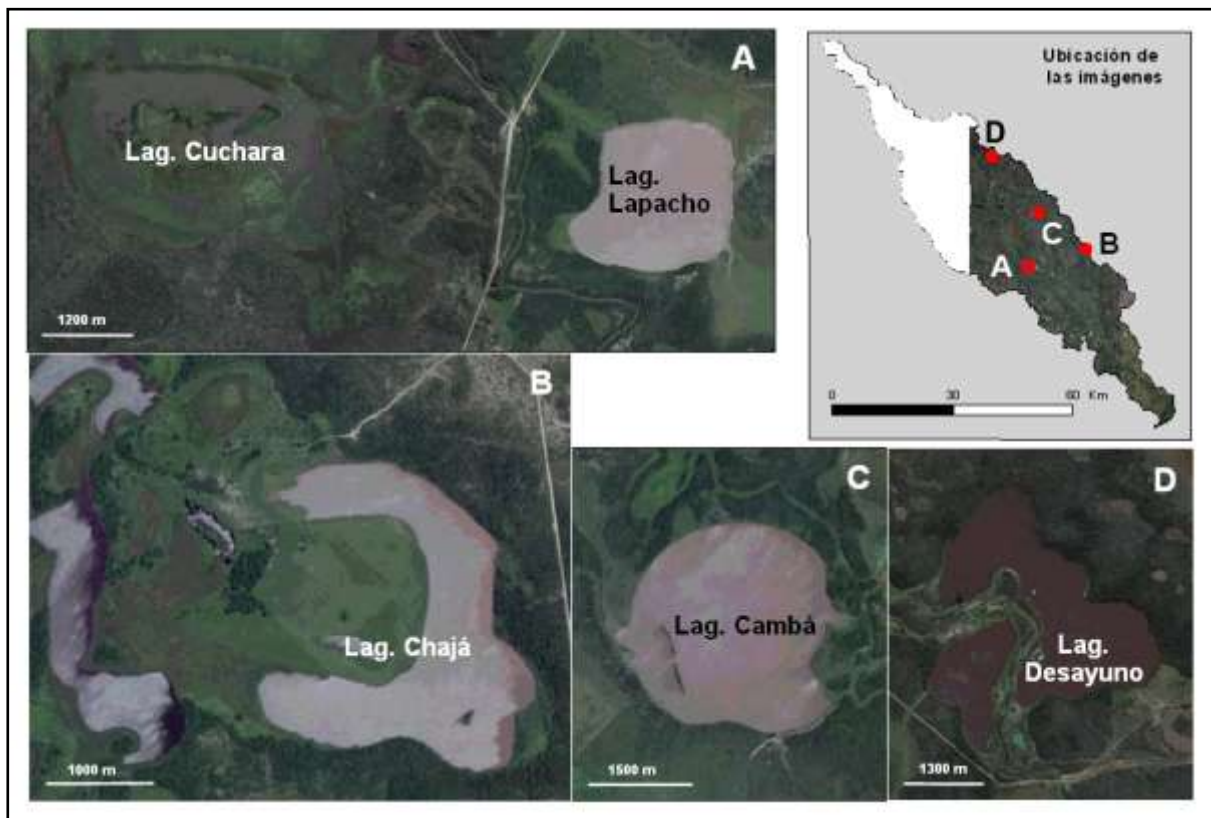 A
Lag. Cuchara
Lag.
Lapacho
1200 m
Ubicación de
las imágenes
D
C
B
A
0 30 60 Km
B
Lag. Chajá
1000 m
C
Lag. Cambá
1500 m
D
Lag.
Desayuno
1300 m